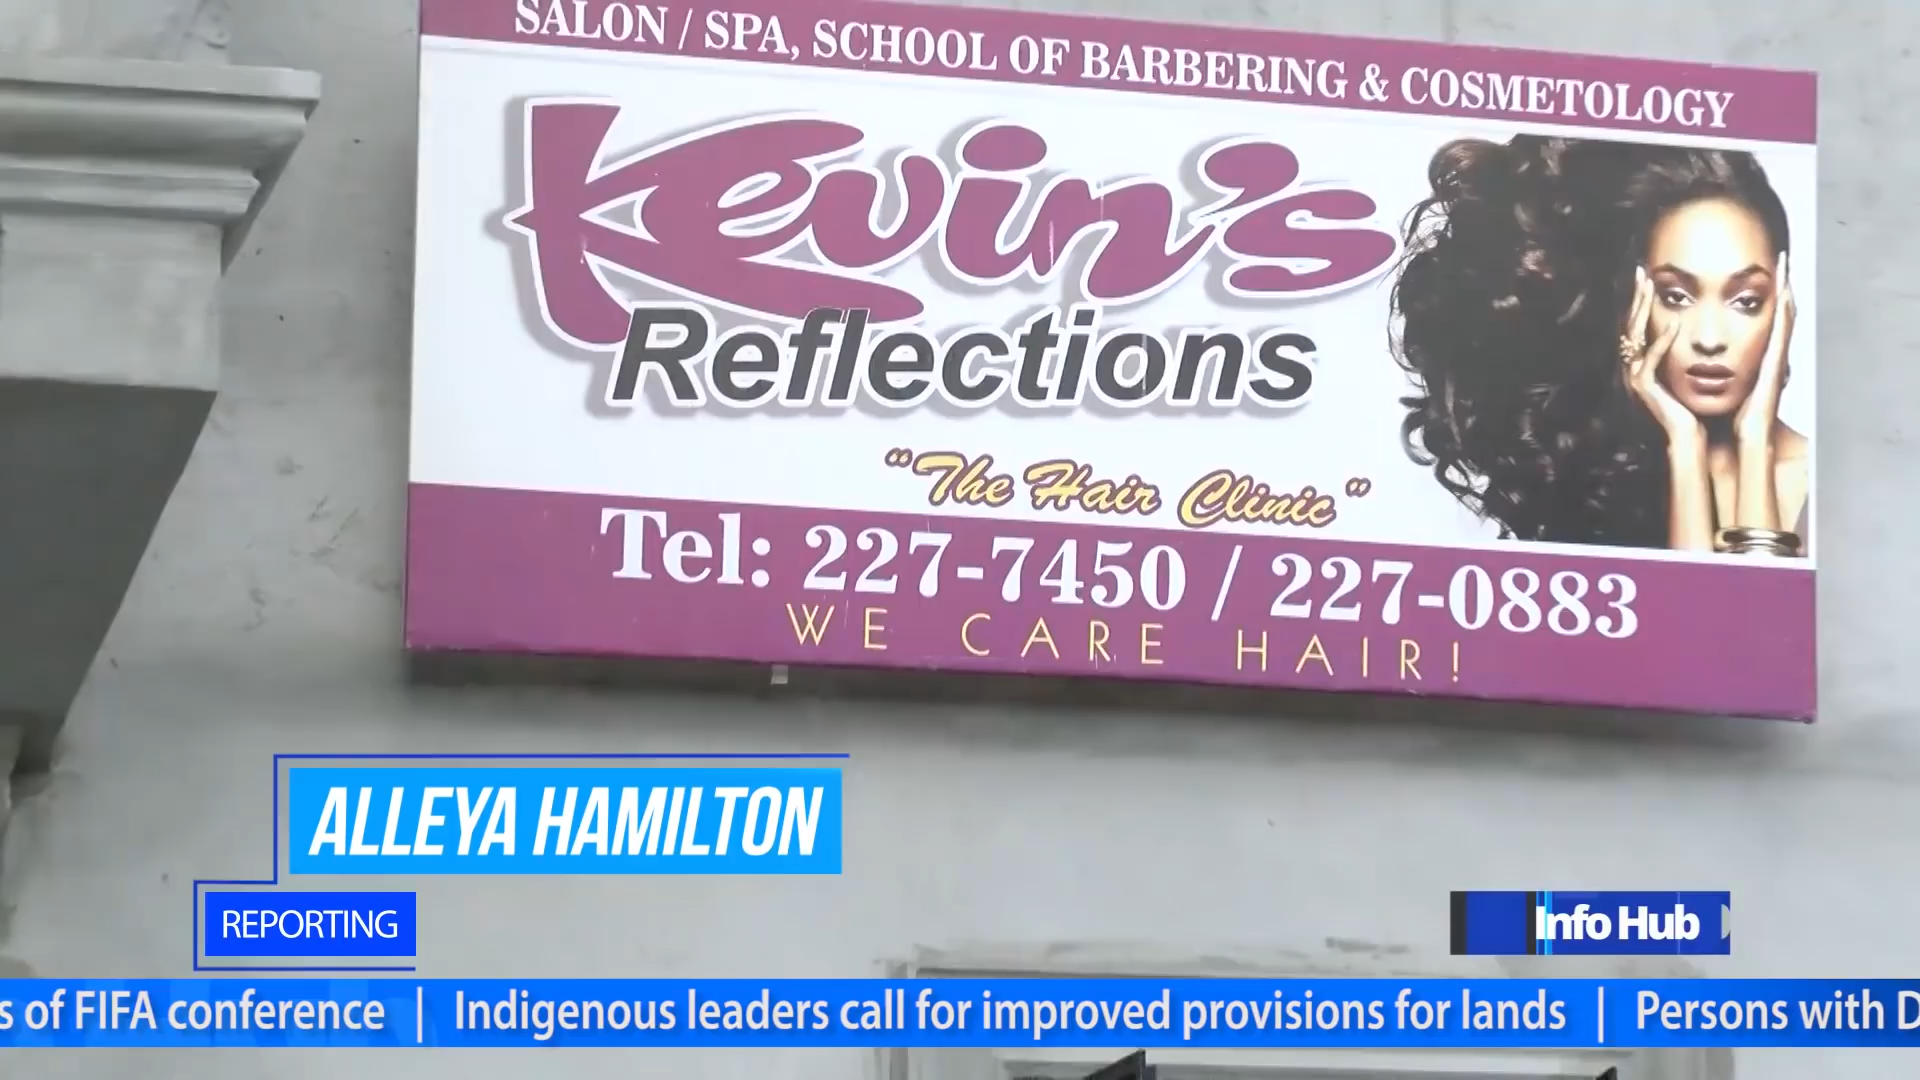 SALON / SPA, SCHOOL OF BARBERING & COSMETOLOGY
Kevin's
Reflections
"The Hair Clinic"
Tel: 227-7450 / 227-0883
WE CARE HAIR!
ALLEYA HAMILTON
REPORTING
Info Hub
of FIFA conference | Indigenous leaders call for improved provisions for lands | Persons with